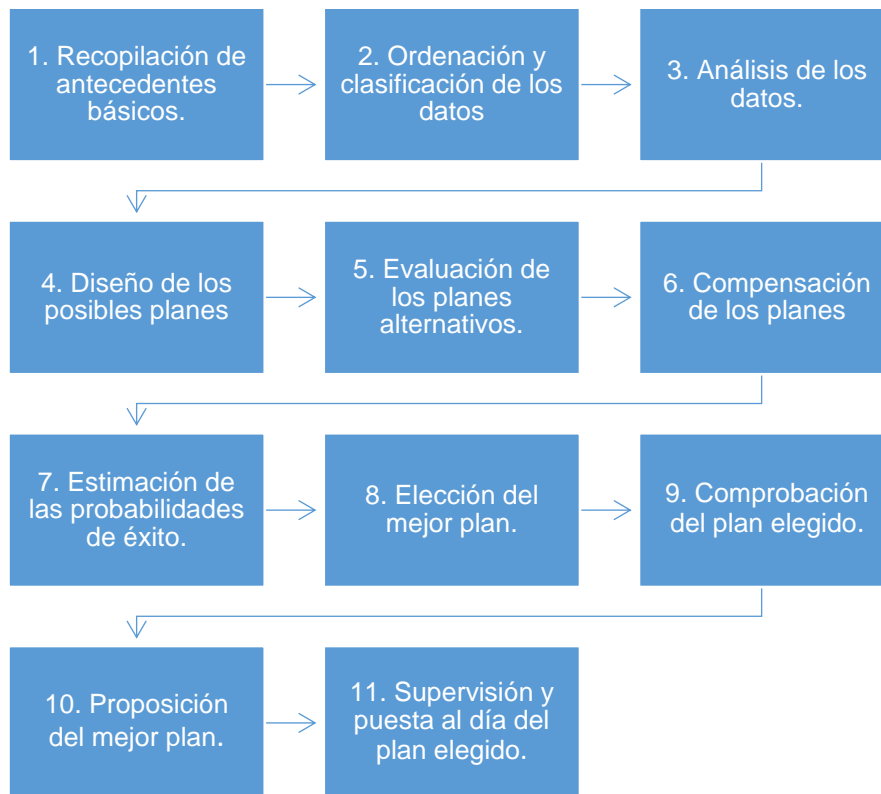 1. Recopilación de
antecedentes
básicos.
2. Ordenación y
clasificación de los
datos
3. Análisis de los
datos.
4. Diseño de los
posibles planes
5. Evaluación de
los planes
alternativos.
6. Compensación
de los planes
7. Estimación de
las probabilidades
de éxito.
8. Elección del
mejor plan.
9. Comprobación
del plan elegido.
10. Proposición
del mejor plan.
11. Supervisión y
puesta al día del
plan elegido.